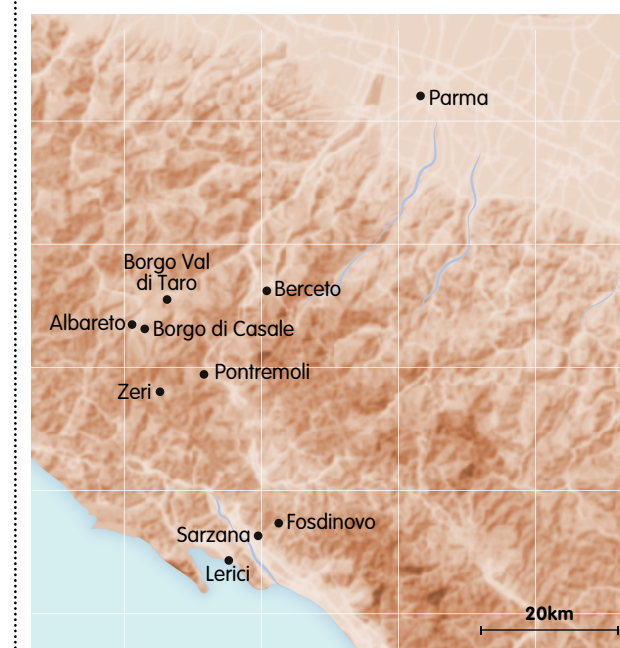 Parma
Borgo Val
di Taro
Berceto
Albareto
Borgo di Casale
Pontremoli
Zeri
Fosdinovo
Sarzana
Lerici
20km